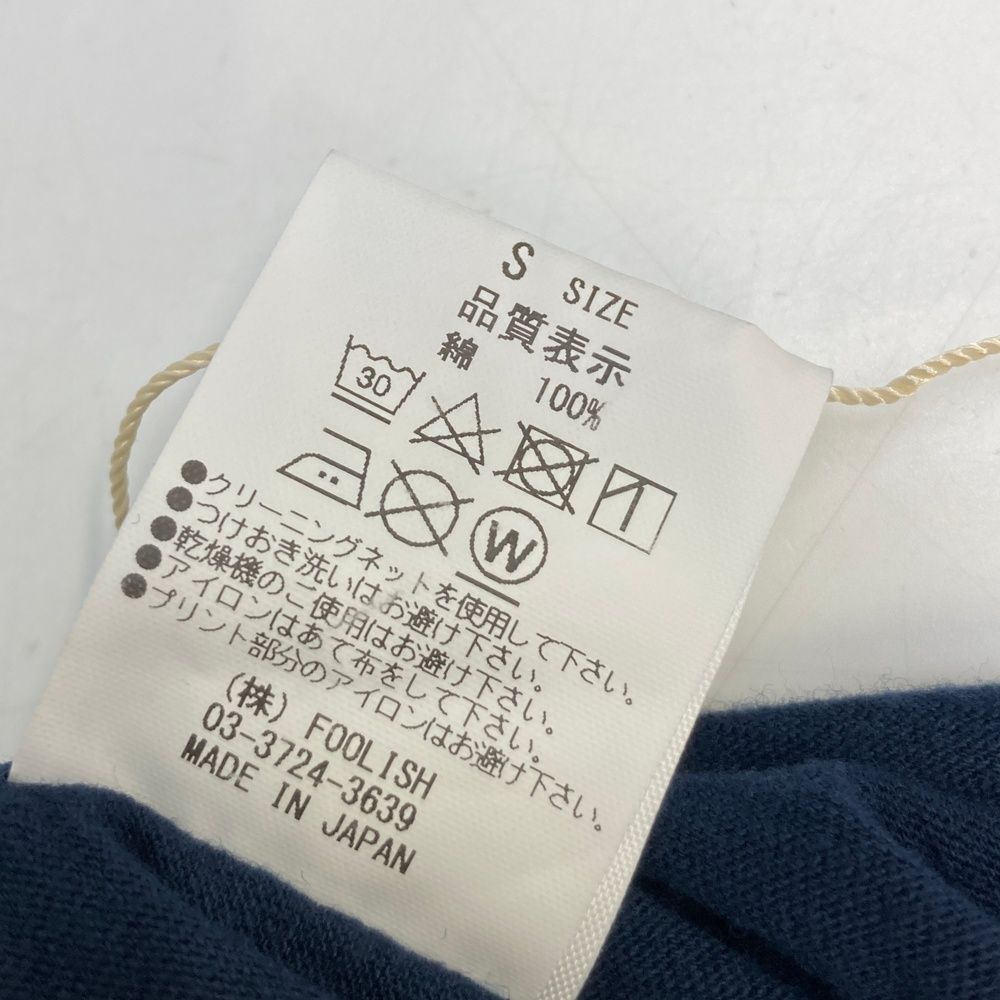 S SIZE
品質表示
綿 100%
30
W
●クリーニングネットを使用して下さい。
●つけおき洗いはお避け下さい。
●乾燥機のご使用はお避け下さい。
●アイロンはあて布をして下さい。
●プリント部分のアイロンはお避け下さい。
(株) FOOLISH
03-3724-3639
MADE IN JAPAN